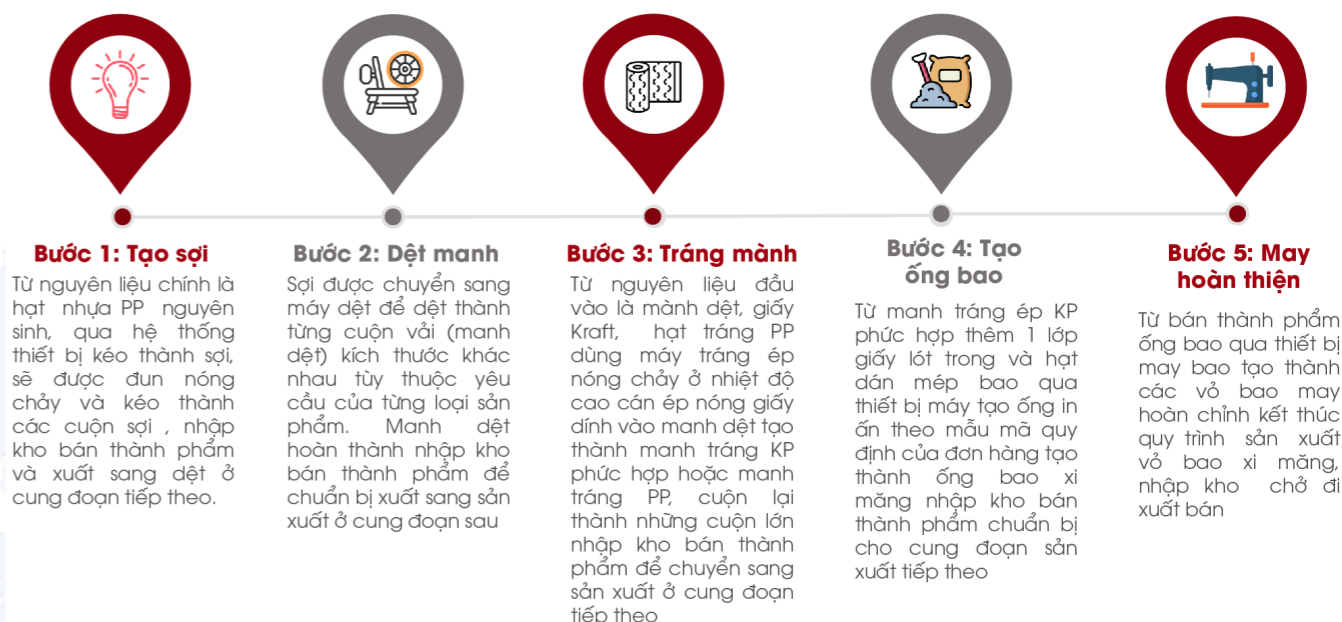 Bước 1: Tạo sợi
Từ nguyên liệu chính là
hạt nhựa PP nguyên
sinh, qua hệ thống
thiết bị kéo thành sợi,
sẽ được đun nóng
chảy và kéo thành
các cuộn sợi , nhập
kho bán thành phẩm
và xuất sang dệt ở
cung đoạn tiếp theo.
Bước 2: Dệt manh
Sợi được chuyển sang
máy dệt để dệt thành
từng cuộn vải (manh
dệt) kích thước khác
nhau tùy thuộc yêu
cầu của từng loại sản
phẩm. Manh dệt
hoàn thành nhập kho
bán thành phẩm để
chuẩn bị xuất sang sản
xuất ở cung đoạn sau
Bước 3: Tráng mành
Từ nguyên liệu đầu
vào là mành dệt, giấy
Kraft, hạt tráng PP
dùng máy tráng ép
nóng chảy ở nhiệt độ
cao cán ép nóng giấy
dính vào manh dệt tạo
thành manh tráng KP
phức hợp hoặc manh
tráng PP, cuộn lại
thành những cuộn lớn
nhập kho bán thành
phẩm để chuyển sang
sản xuất ở cung đoạn
tiếp theo
Bước 4: Tạo
ống bao
Từ manh tráng ép KP
phức hợp thêm 1 lớp
giấy lót trong và hạt
dán mép bao qua
thiết bị máy tạo ống in
ấn theo mẫu mã quy
định của đơn hàng tạo
thành ống bao xi
măng nhập kho bán
thành phẩm chuẩn bị
cho cung đoạn sản
xuất tiếp theo
Bước 5: May
hoàn thiện
Từ bán thành phẩm
ống bao qua thiết bị
may bao tạo thành
các vỏ bao may
hoàn chỉnh kết thúc
quy trình sản xuất
vỏ bao xi măng,
nhập kho chở đi
xuất bán